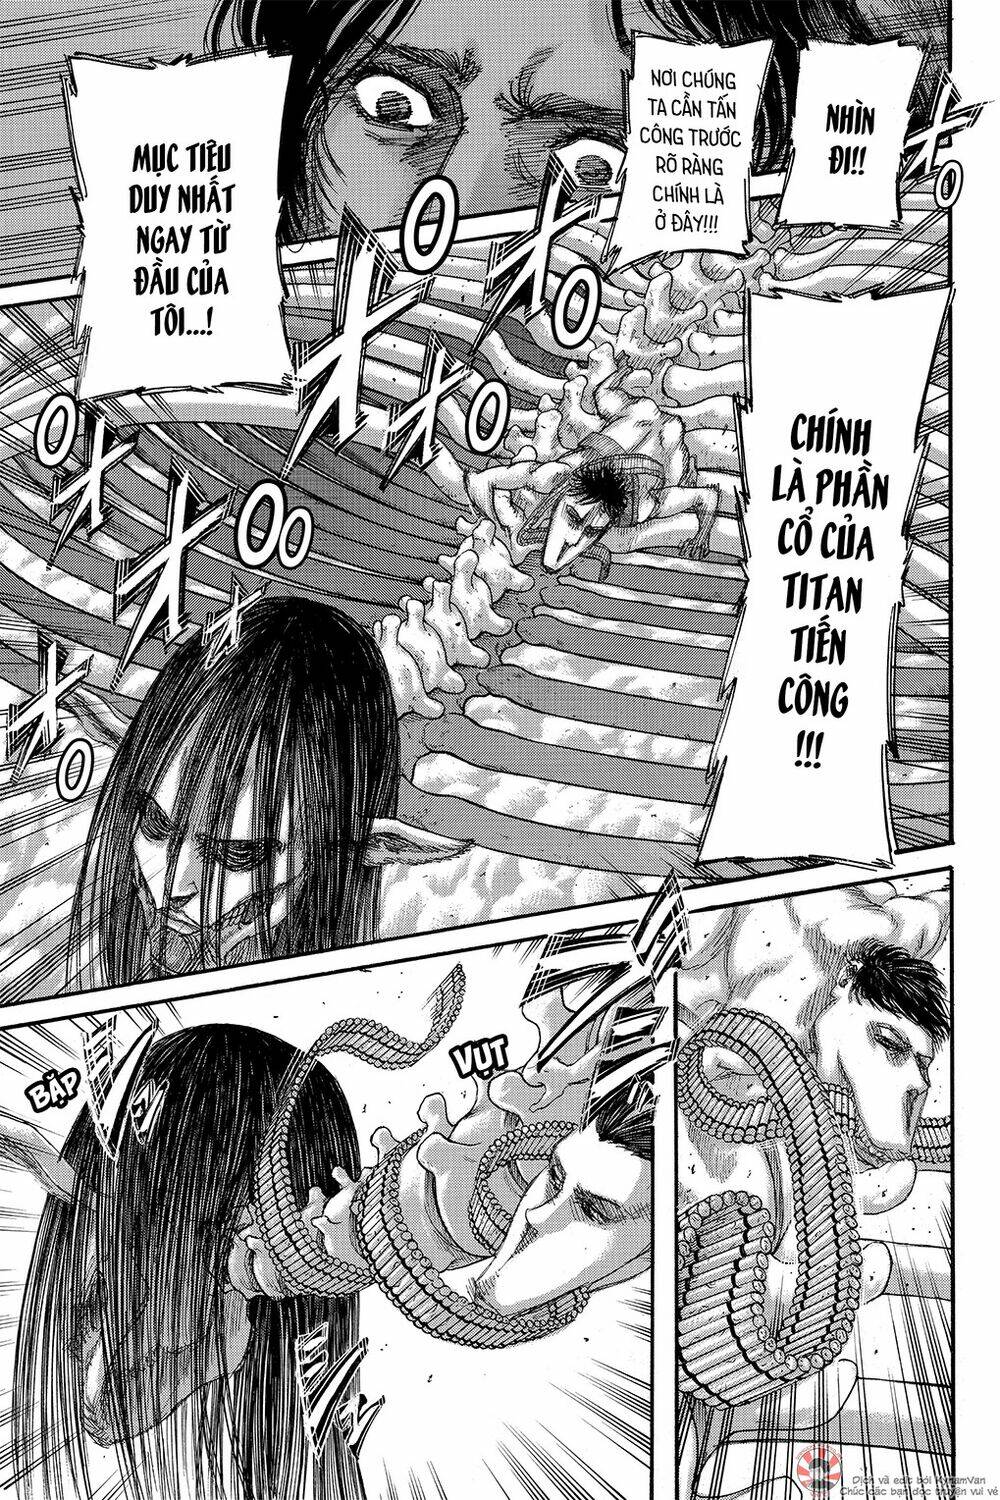 NHÌN
ĐI!!
NƠI CHÚNG
TA CẦN TẤN
CÔNG TRƯỚC
RÕ RÀNG
CHÍNH LÀ
Ở ĐÂY!!!
MỤC TIÊU
DUY NHẤT
NGAY TỪ
ĐẦU CỦA
TÔI...!
CHÍNH
LÀ PHẦN
CỔ CỦA
TITAN
TIẾN
CÔNG
!!!
VỤT
BẶP
Dịch và edit bởi
Chúc các bạn đọc truyện vui vẻ